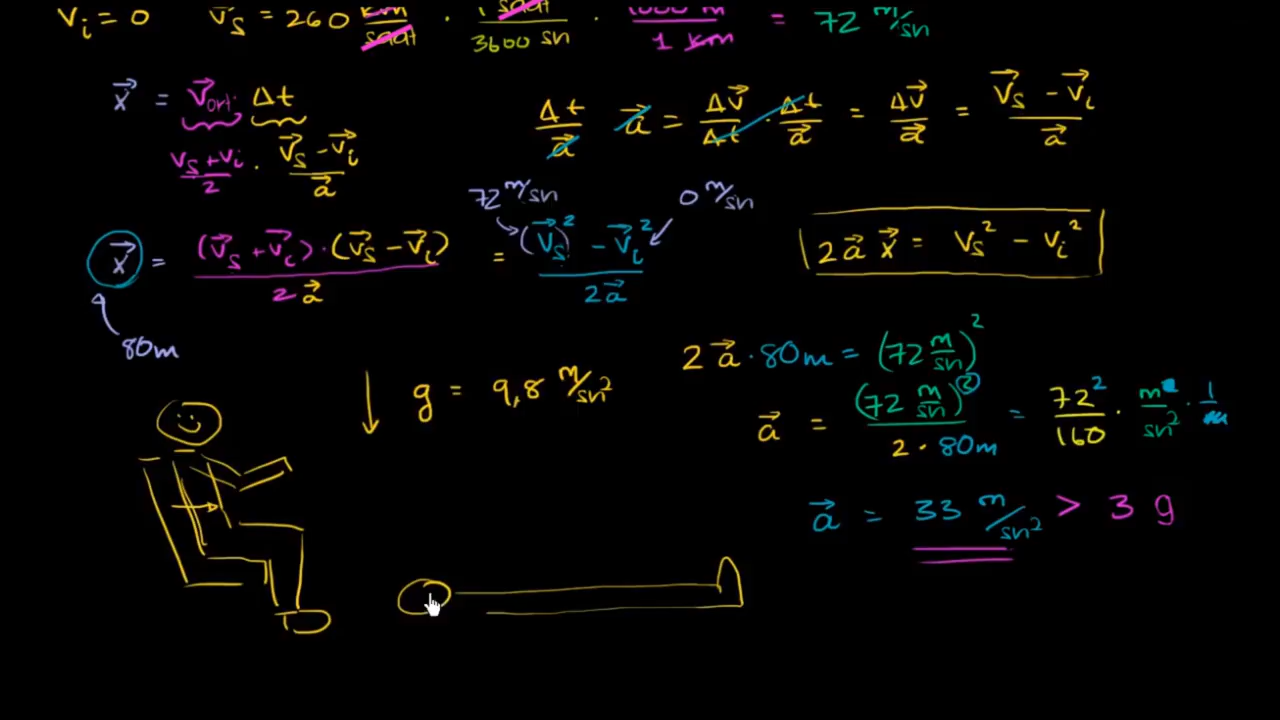 Vi = 0 Vs = 260 km/saat · 1 saat/3600 sn · 1000 m/1 km = 72 m/sn
x = Vort. Δt
Δt/a a = ΔV/Δt · Δt/a = ΔV/a = (Vs - Vi)/a
(Vs + Vi)/2 · (Vs - Vi)/a
72 m/sn 0 m/sn
x = (Vs + Vi) · (Vs - Vi)/2a = ((Vs)² - Vi²)/2a
2 a x = Vs² - Vi²
80m
2 a · 80m = (72 m/sn)²
g = 9,8 m/sn²
a = (72 m/sn)²/2 · 80m = 72²/160 · m²/sn² · 1/m
a = 33 m/sn² > 3 g